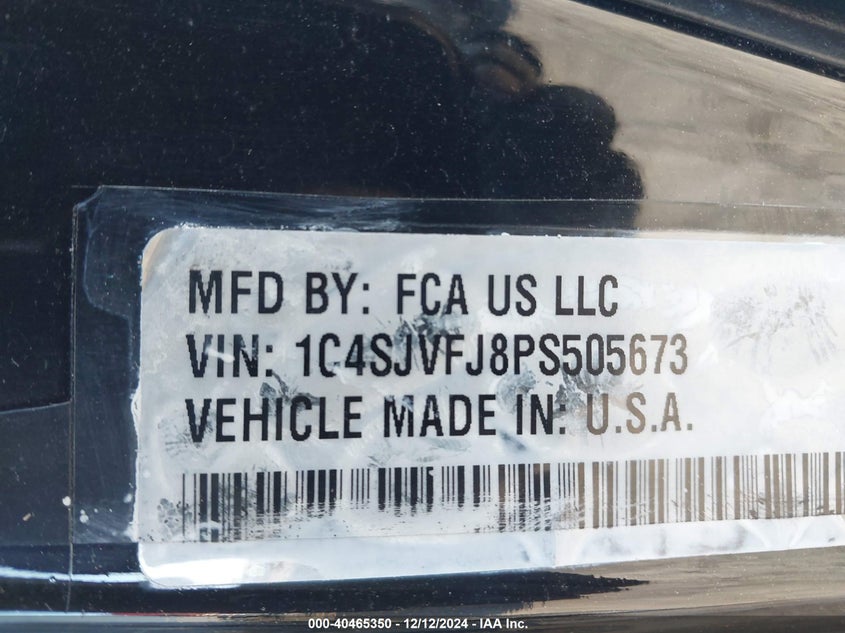 MFD BY: FCA US LLC
VIN: 1C4SJVFJ8PS505673
VEHICLE MADE IN: U.S.A.
000-40465350 - 12/12/2024 - IAA Inc.